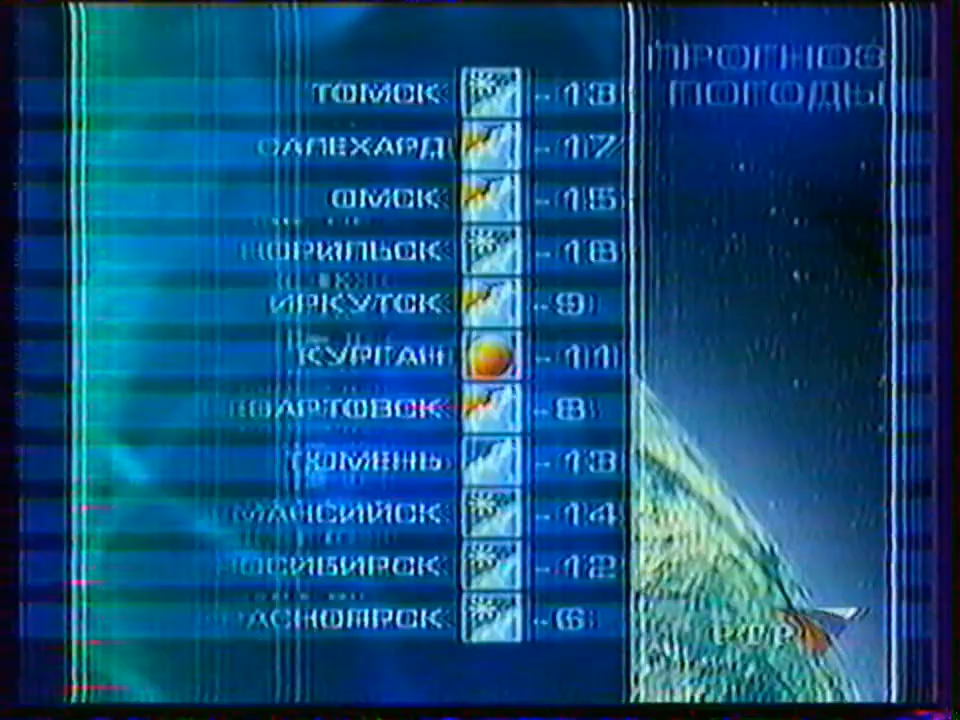 ПРОГНОЗ
ПОГОДЫ
ТОМСК -13
САЛЕХАРД -17
ОМСК -15
НОРИЛЬСК -18
ИРКУТСК -9
КУРГАН -11
ВАРТОВСК -8
ТЮМЕНЬ -13
МАНСИЙСК -14
ОСИБИРСК -12
АСНОЯРСК -6
РТР